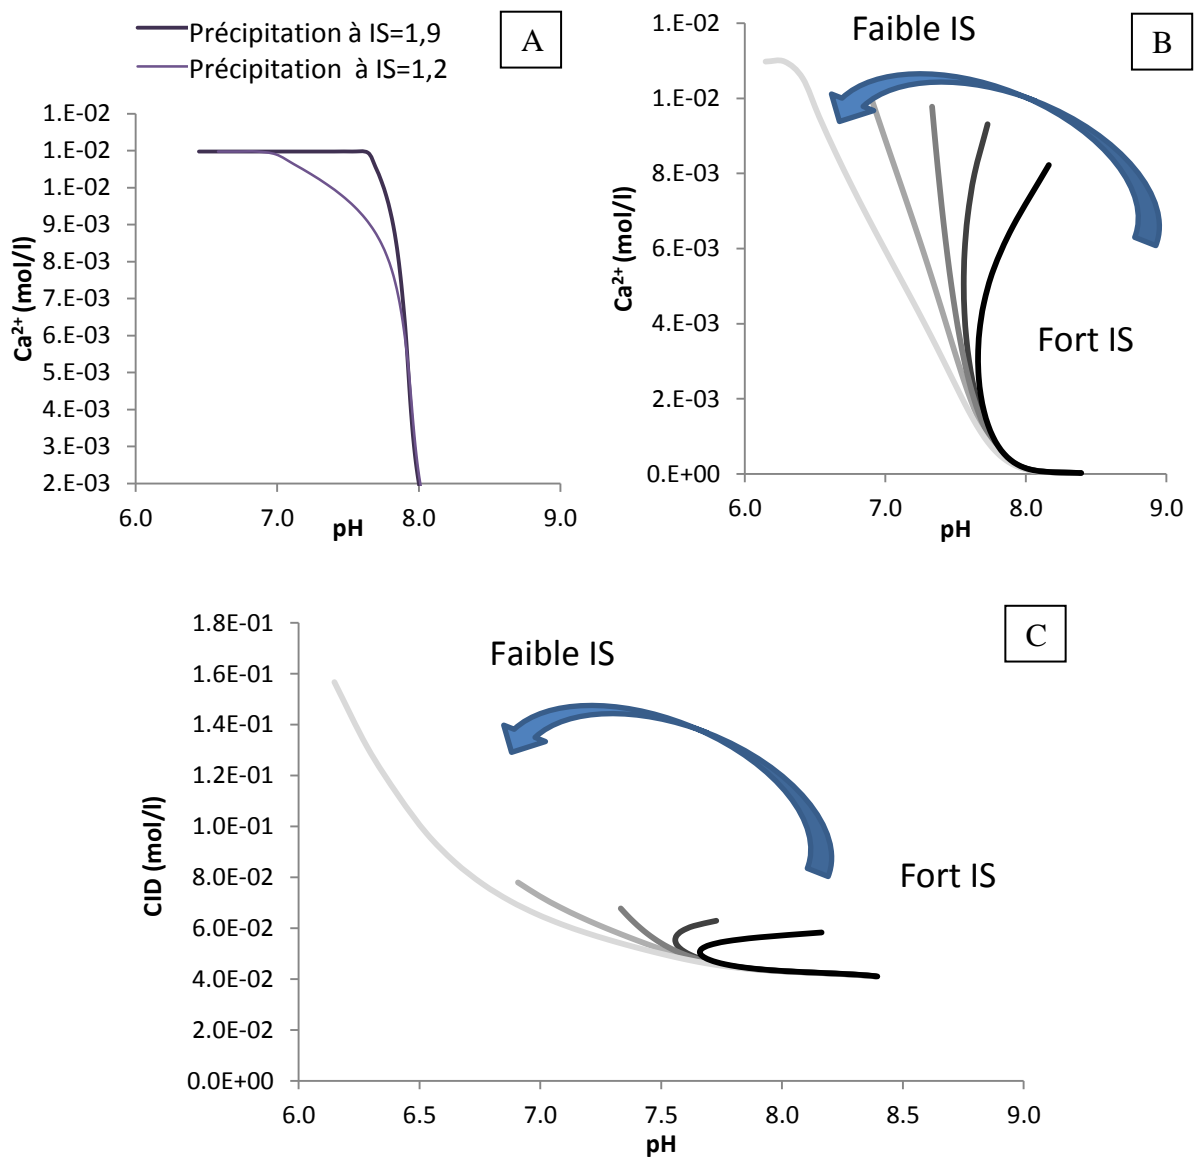 Précipitation à IS=1,9
Précipitation à IS=1,2
A
1.E-02
1.E-02
1.E-02
9.E-03
8.E-03
7.E-03
6.E-03
5.E-03
4.E-03
3.E-03
2.E-03
Ca²⁺ (mol/l)
6.0 7.0 8.0 9.0
pH
Faible IS
B
1.E-02
1.E-02
8.E-03
6.E-03
4.E-03
2.E-03
0.E+00
Ca²⁺ (mol/l)
Fort IS
6.0 7.0 8.0 9.0
pH
C
Faible IS
1.8E-01
1.6E-01
1.4E-01
1.2E-01
1.0E-01
8.0E-02
6.0E-02
4.0E-02
2.0E-02
0.0E+00
CID (mol/l)
Fort IS
6.0 6.5 7.0 7.5 8.0 8.5 9.0
pH